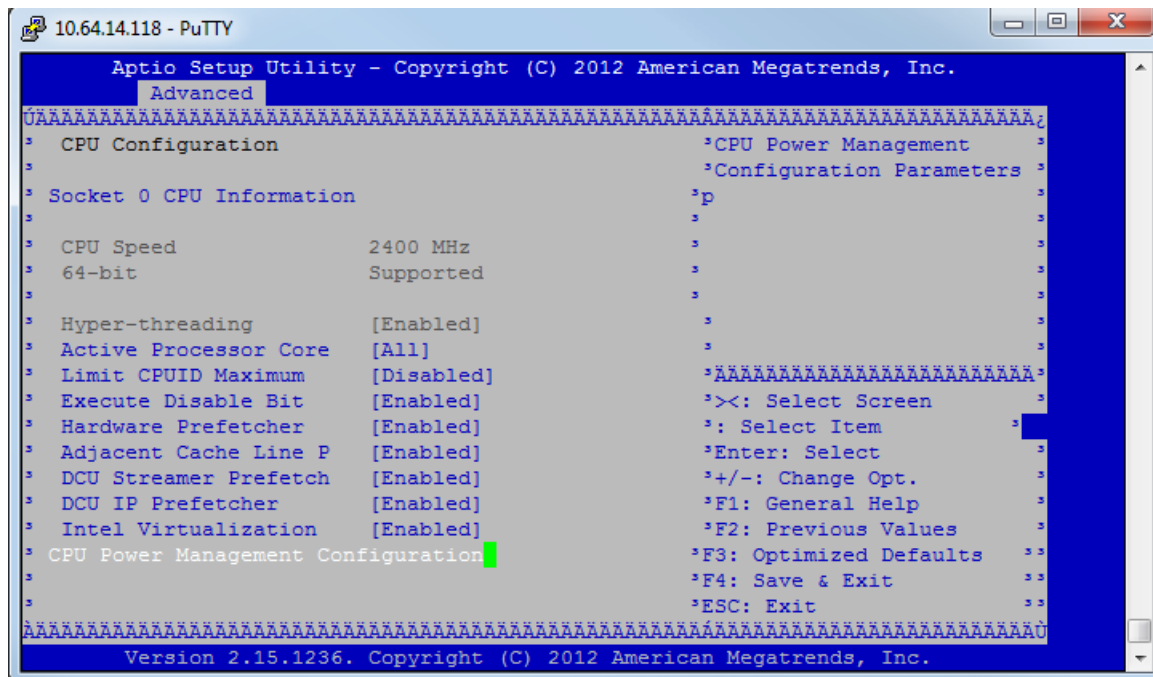 10.64.14.118 - PuTTY
Aptio Setup Utility - Copyright (C) 2012 American Megatrends, Inc.
Advanced
CPU Configuration ³CPU Power Management ³
³Configuration Parameters ³
³ Socket 0 CPU Information ³p ³
³ CPU Speed 2400 MHz ³ ³
³ 64-bit Supported ³ ³
³ Hyper-threading [Enabled] ³ ³
³ Active Processor Core [All] ³ ³
³ Limit CPUID Maximum [Disabled]
³ Execute Disable Bit [Enabled] ³><: Select Screen ³
³ Hardware Prefetcher [Enabled] ³: Select Item ³
³ Adjacent Cache Line P [Enabled] ³Enter: Select ³
³ DCU Streamer Prefetch [Enabled] ³+/-: Change Opt. ³
³ DCU IP Prefetcher [Enabled] ³F1: General Help ³
³ Intel Virtualization [Enabled] ³F2: Previous Values ³
³ CPU Power Management Configuration ³F3: Optimized Defaults ³³
³ ³F4: Save & Exit ³³
³ ³ESC: Exit ³³
Version 2.15.1236. Copyright (C) 2012 American Megatrends, Inc.